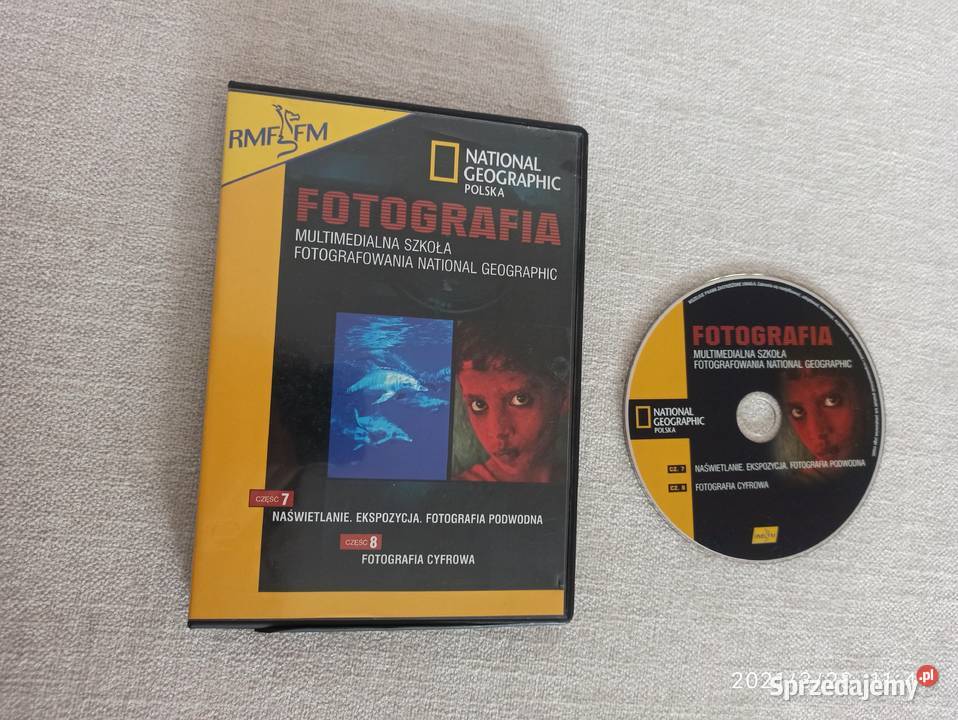 RMF FM
NATIONAL
GEOGRAPHIC
POLSKA
FOTOGRAFIA
MULTIMEDIALNA SZKOŁA
FOTOGRAFOWANIA NATIONAL GEOGRAPHIC
CZĘŚĆ 7
NAŚWIETLANIE. EKSPOZYCJA. FOTOGRAFIA PODWODNA
CZĘŚĆ 8
FOTOGRAFIA CYFROWA
FOTOGRAFIA
MULTIMEDIALNA SZKOŁA
FOTOGRAFOWANIA NATIONAL GEOGRAPHIC
NATIONAL
GEOGRAPHIC
POLSKA
CZ. 7 NAŚWIETLANIE. EKSPOZYCJA. FOTOGRAFIA PODWODNA
CZ. 8 FOTOGRAFIA CYFROWA
RMF FM
Sprzedajemy.pl